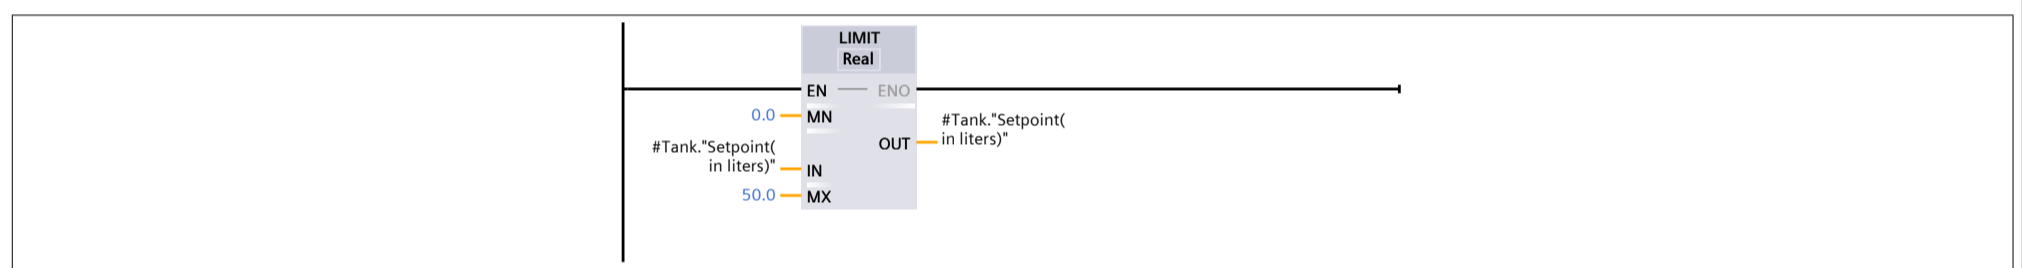 LIMIT
Real
EN
ENO
0.0
MN
#Tank."Setpoint(
in liters)"
OUT
#Tank."Setpoint(
in liters)"
IN
50.0
MX